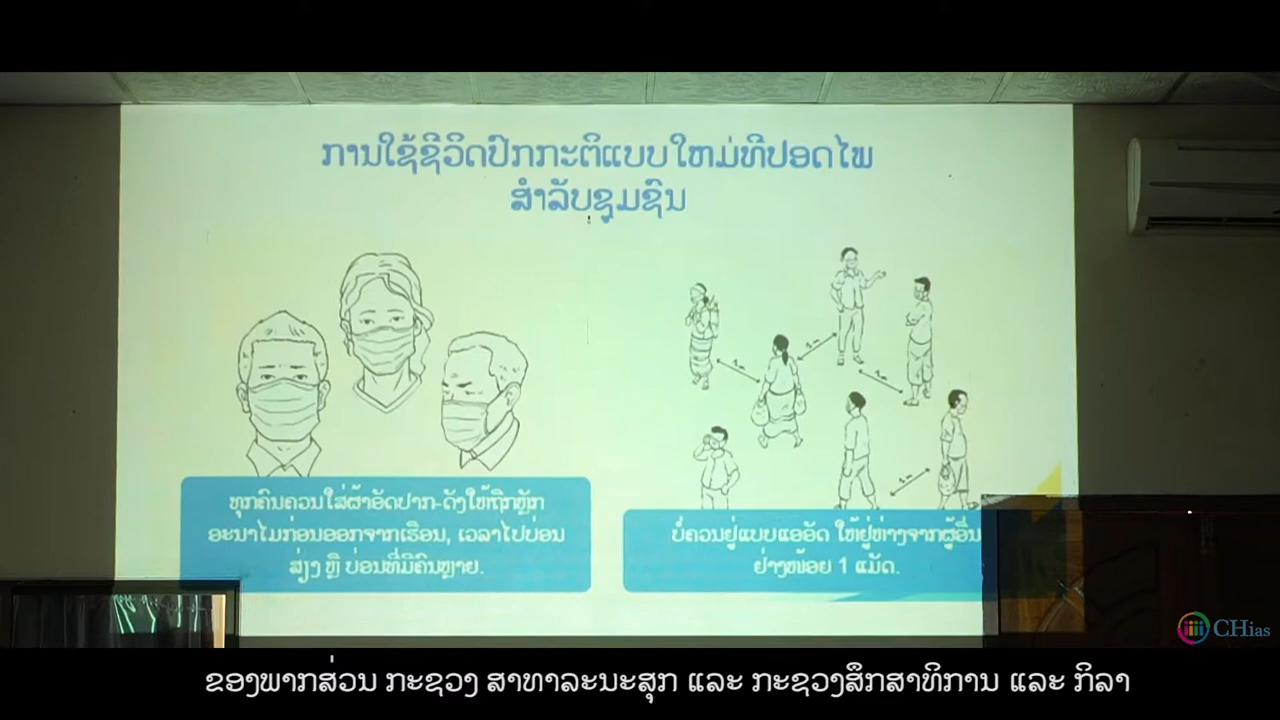 ການໃຊ້ຊີວິດປົກກະຕິແບບໃຫມ່ທີ່ປອດໄພ
ສໍາລັບຊຸມຊົນ
1m
1m
1m
1m
ທຸກຄົນຄວນໃສ່ຜ້າອັດປາກ-ດັງໃຫ້ຖືກຫຼັກ
ອະນາໄມກ່ອນອອກຈາກເຮືອນ, ເວລາໄປບ່ອນ
ສ່ຽງ ຫຼື ບ່ອນທີ່ມີຄົນຫຼາຍ.
ບໍ່ຄວນຢູ່ແບບແອອັດ ໃຫ້ຢູ່ຫ່າງຈາກຜູ້ອື່ນ
ຢ່າງໜ້ອຍ 1 ແມັດ.
CHias
ຂອງພາກສ່ວນ ກະຊວງ ສາທາລະນະສຸກ ແລະ ກະຊວງສຶກສາທິການ ແລະ ກິລາ